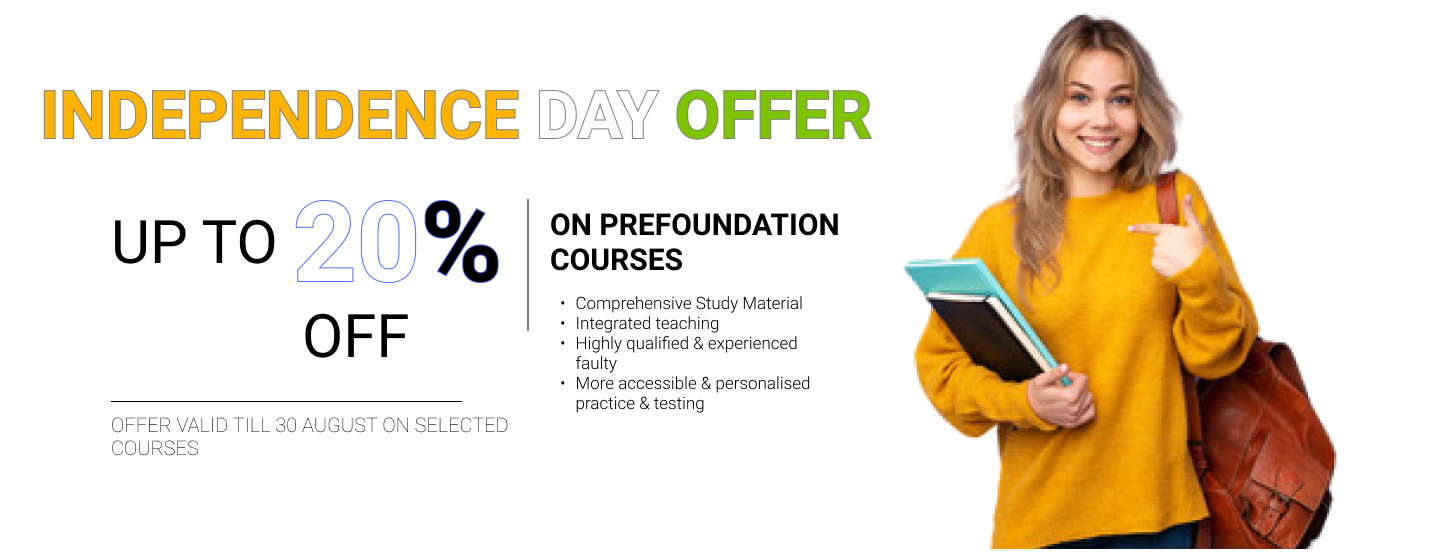 INDEPENDENCE DAY OFFER
UP TO 20%
OFF
OFFER VALID TILL 30 AUGUST ON SELECTED
COURSES
ON PREFOUNDATION
COURSES
• Comprehensive Study Material
• Integrated teaching
• Highly qualified & experienced
faulty
• More accessible & personalised
practice & testing